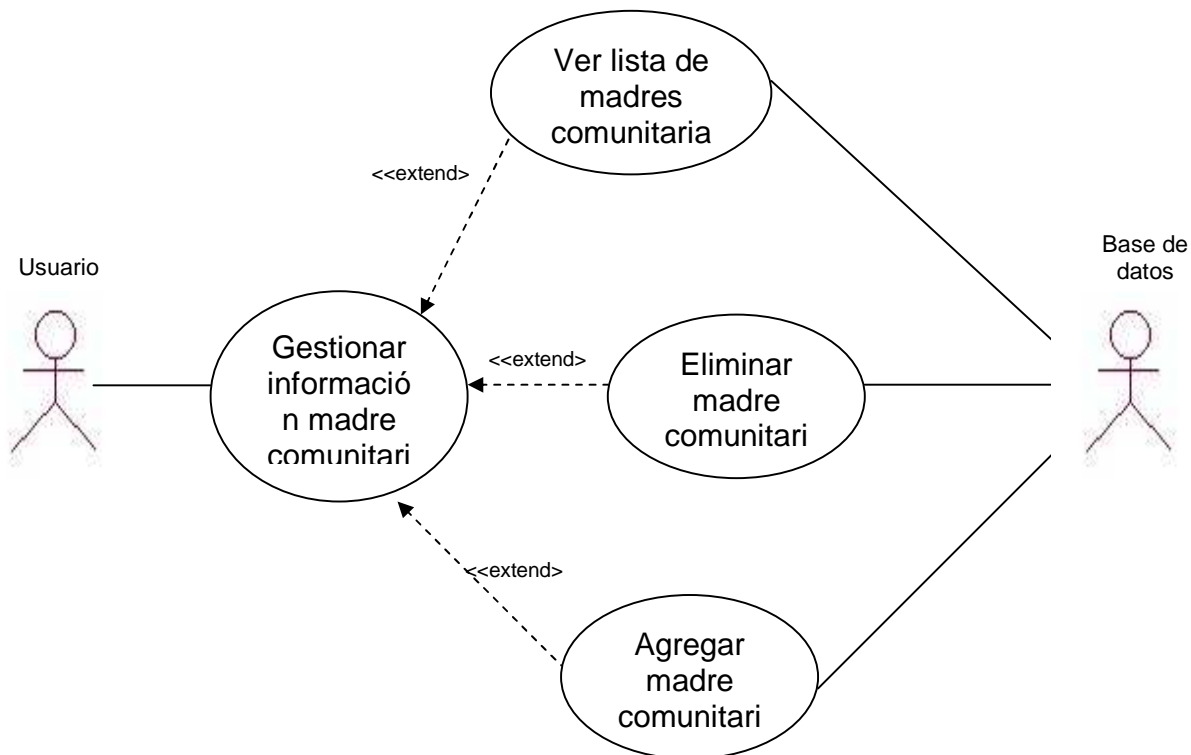 Ver lista de
madres
comunitaria
<<extend>
Base de
datos
Usuario
Gestionar
informació
n madre
comunitari
<<extend>
Eliminar
madre
comunitari
<<extend>
Agregar
madre
comunitari